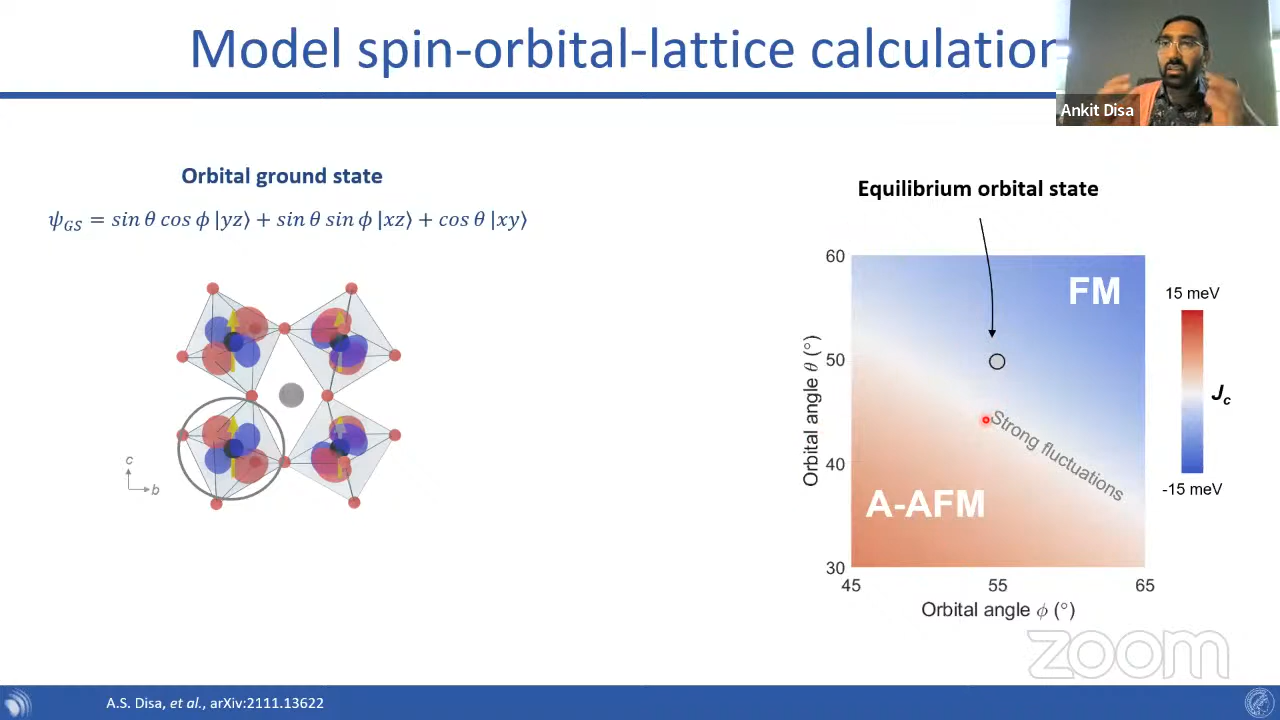 Model spin-orbital-lattice calculation
Ankit Disa
Orbital ground state
ψ_GS = sin θ cos ϕ |yz⟩ + sin θ sin ϕ |xz⟩ + cos θ |xy⟩
Equilibrium orbital state
60
50
40
30
Orbital angle θ (°)
FM
Strong fluctuations
A-AFM
45
55
65
Orbital angle ϕ (°)
15 meV
J_c
-15 meV
c
b
zoom
A.S. Disa, et al., arXiv:2111.13622